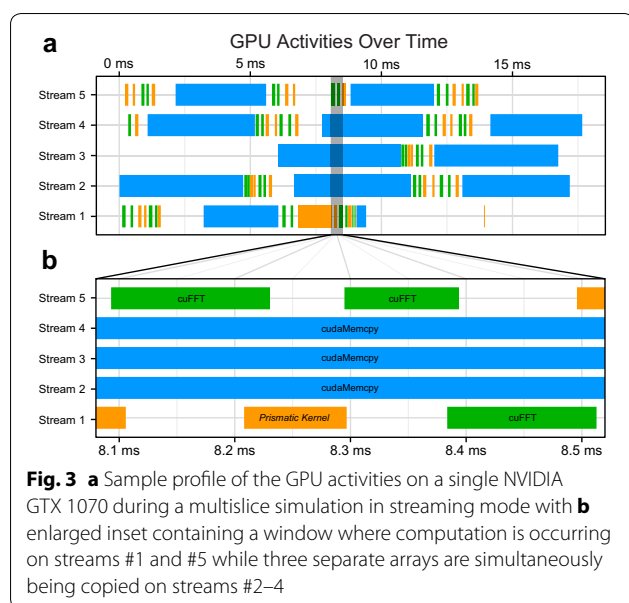 a
GPU Activities Over Time
0 ms 5 ms 10 ms 15 ms
Stream 5
Stream 4
Stream 3
Stream 2
Stream 1
b
Stream 5 cuFFT cuFFT
Stream 4 cudaMemcpy
Stream 3 cudaMemcpy
Stream 2 cudaMemcpy
Stream 1 Prismatic Kernel cuFFT
8.1 ms 8.2 ms 8.3 ms 8.4 ms 8.5 ms
Fig. 3 a Sample profile of the GPU activities on a single NVIDIA
GTX 1070 during a multislice simulation in streaming mode with b
enlarged inset containing a window where computation is occurring
on streams #1 and #5 while three separate arrays are simultaneously
being copied on streams #2–4